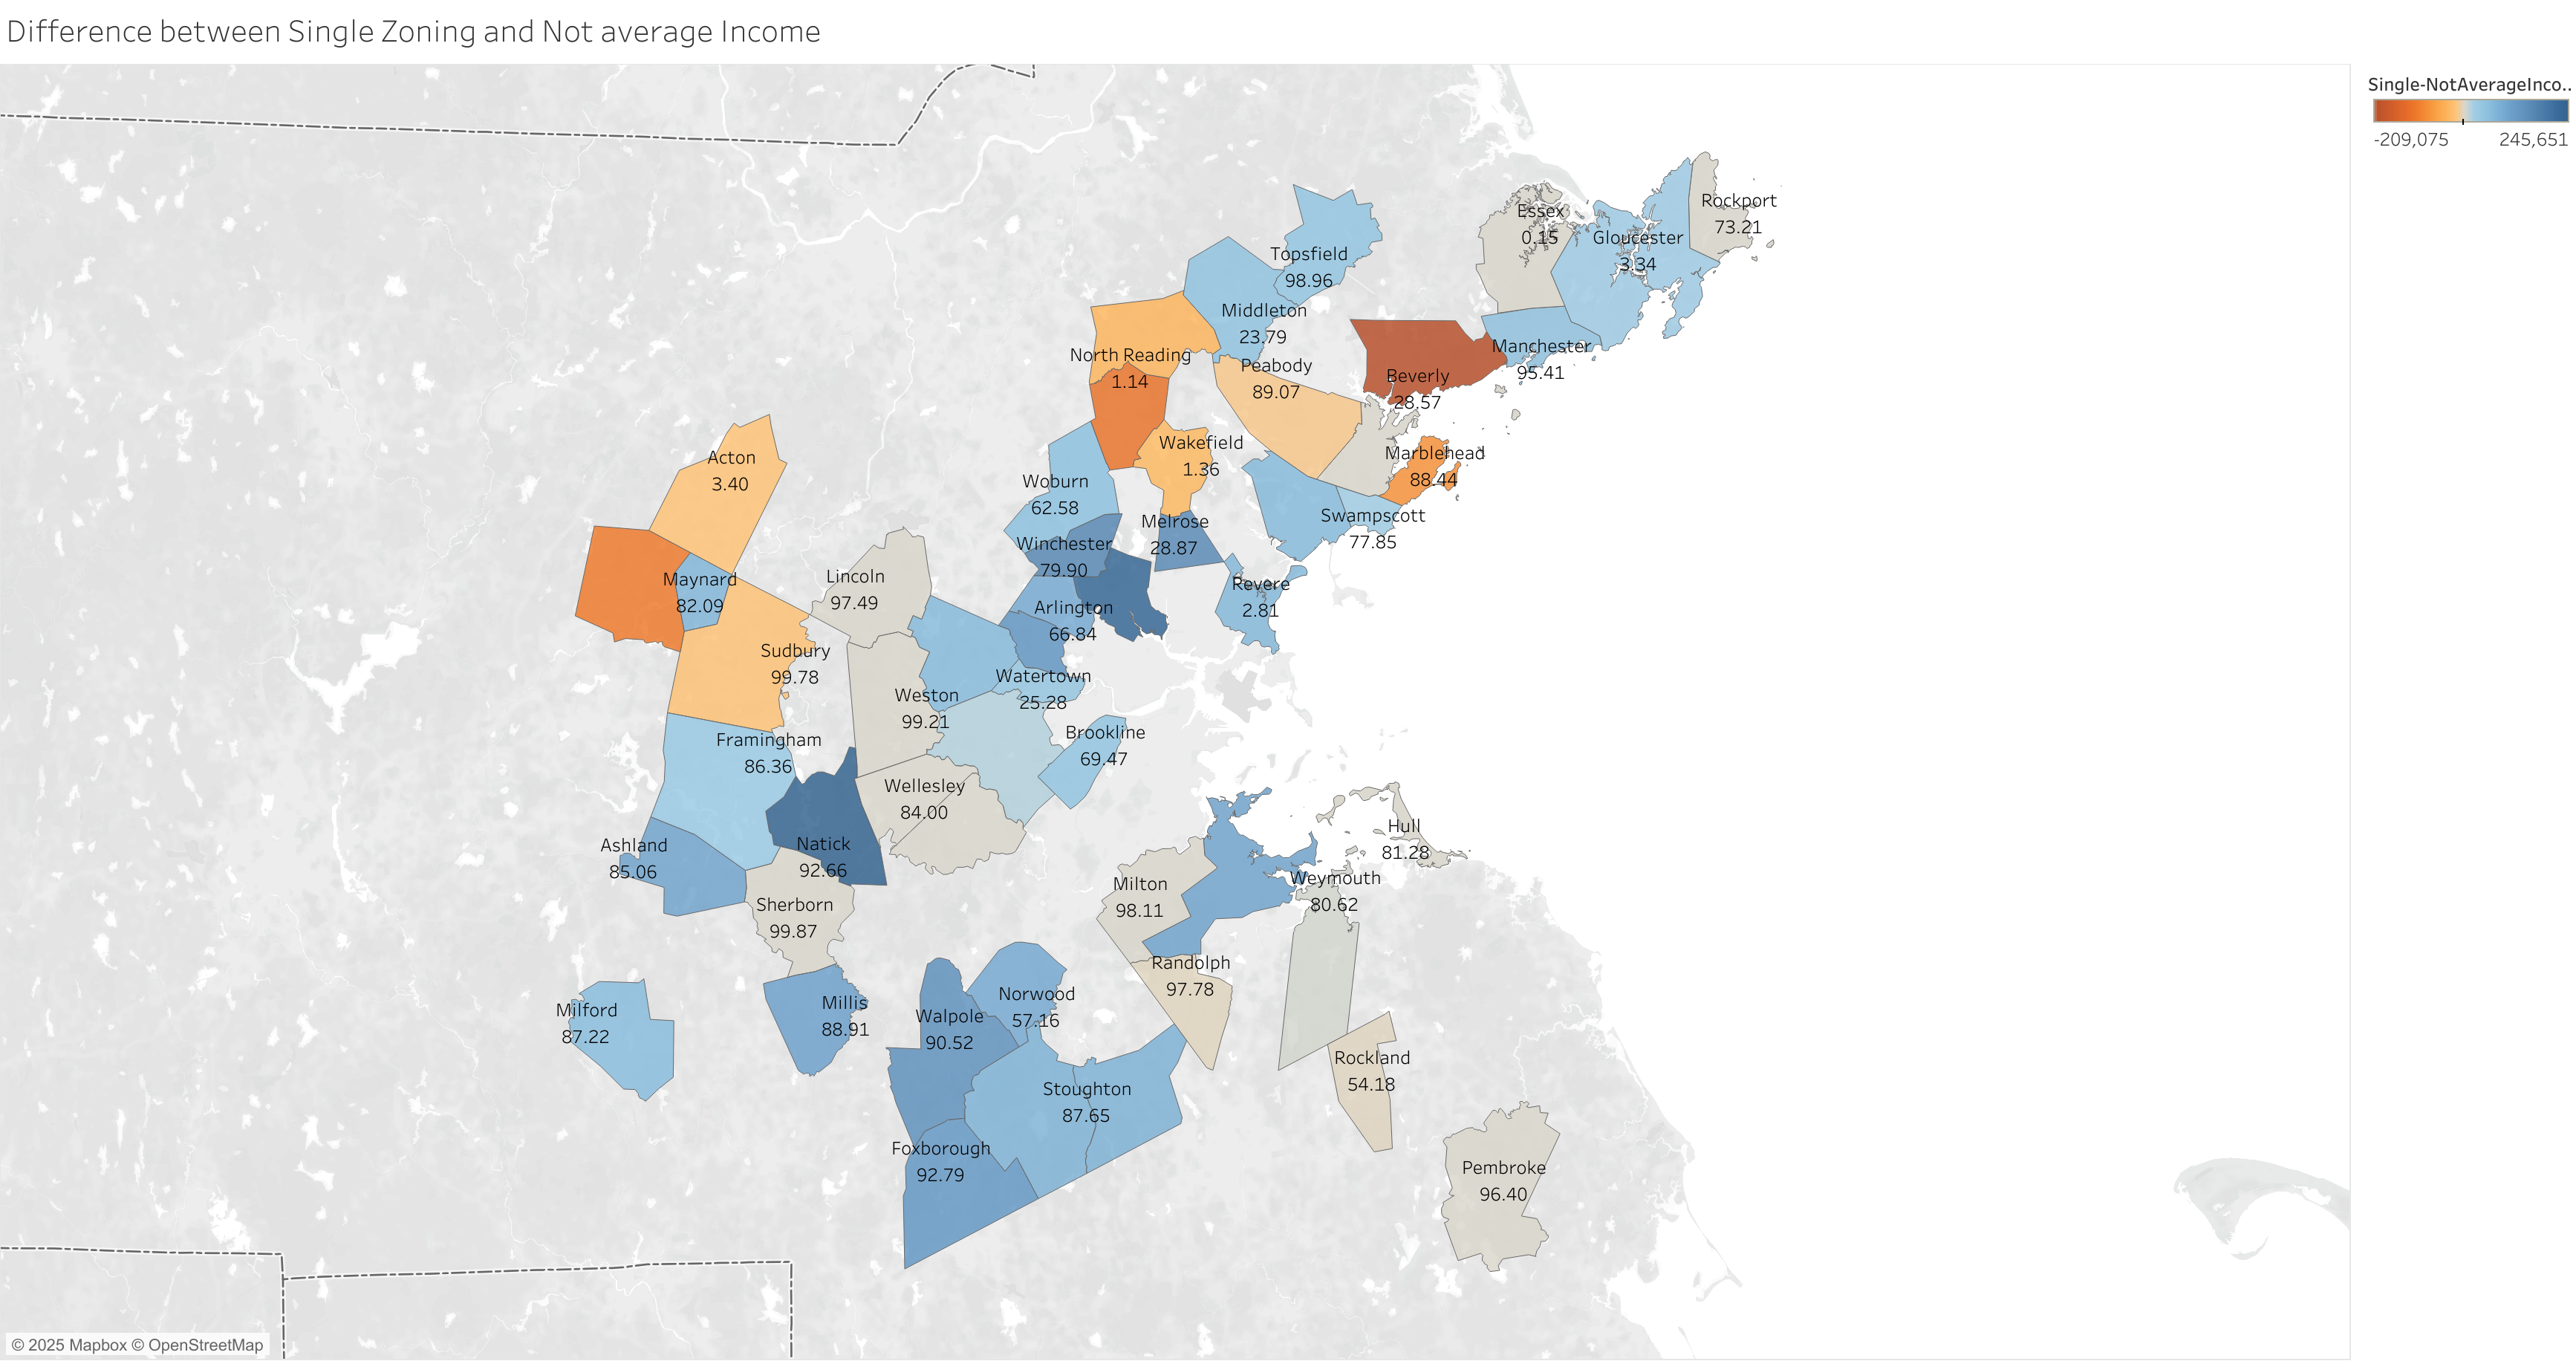 Difference between Single Zoning and Not average Income
Single-NotAverageInco..
-209,075 245,651
Rockport
73.21
Essex
0.15
Gloucester
3.34
Topsfield
98.96
Middleton
23.79
Manchester
95.41
North Reading
1.14
Peabody
89.07
Beverly
28.57
Wakefield
1.36
Marblehead
88.44
Acton
3.40
Woburn
62.58
Swampscott
77.85
Melrose
28.87
Winchester
79.90
Maynard
82.09
Lincoln
97.49
Revere
2.81
Arlington
66.84
Sudbury
99.78
Watertown
25.28
Weston
99.21
Brookline
69.47
Framingham
86.36
Wellesley
84.00
Hull
81.28
Ashland
85.06
Natick
92.66
Milton
98.11
Weymouth
80.62
Sherborn
99.87
Randolph
97.78
Norwood
57.16
Millis
88.91
Milford
87.22
Walpole
90.52
Rockland
54.18
Stoughton
87.65
Foxborough
92.79
Pembroke
96.40
© 2025 Mapbox © OpenStreetMap